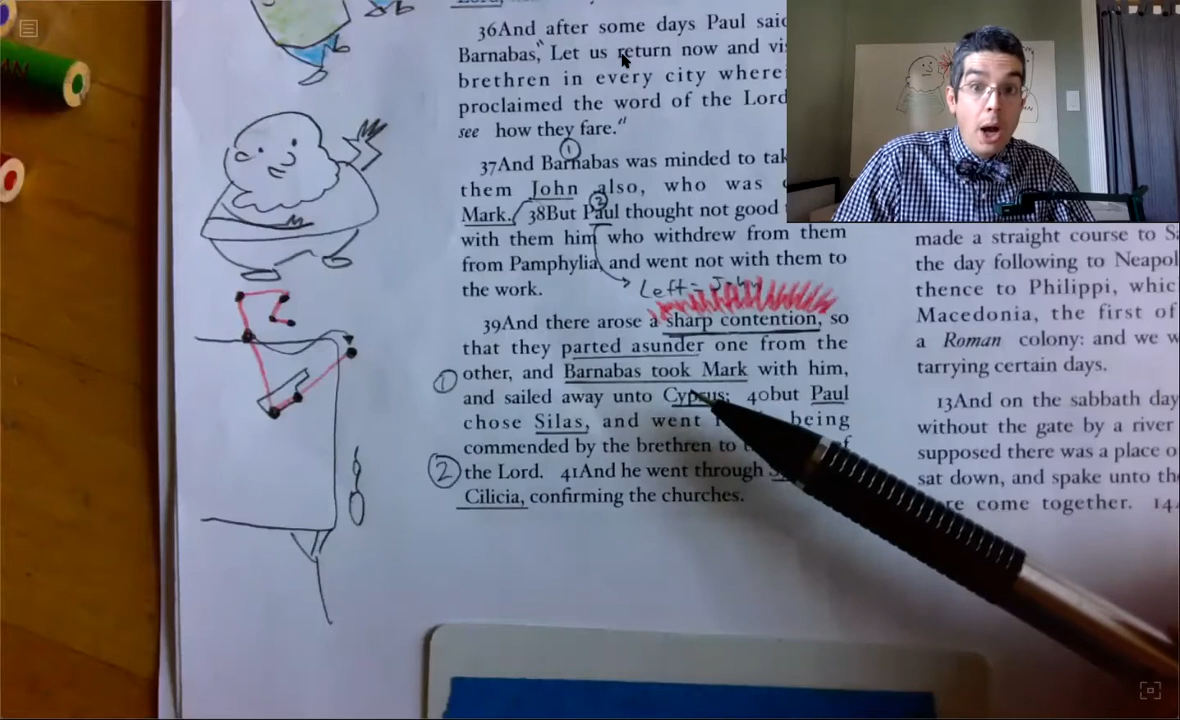 Lord,
36And after some days Paul said
Barnabas," Let us return now and vi
brethren in every city where
proclaimed the word of the Lord
see how they fare."
①
37And Barnabas was minded to tak
them John also, who was
②
Mark. 38But Paul thought not good
with them him who withdrew from them
from Pamphylia, and went not with them to
the work.
Left = John
39And there arose a sharp contention, so
that they parted asunder one from the
other, and Barnabas took Mark with him,
①
and sailed away unto Cyprus; 40but Paul
chose Silas, and went being
commended by the brethren to of
②
the Lord. 41And he went through
Cilicia, confirming the churches.
made a straight course to Sa
the day following to Neapol
thence to Philippi, whic
Macedonia, the first of
a Roman colony: and we w
tarrying certain days.
13And on the sabbath day
without the gate by a river
supposed there was a place o
sat down, and spake unto th
come together. 14